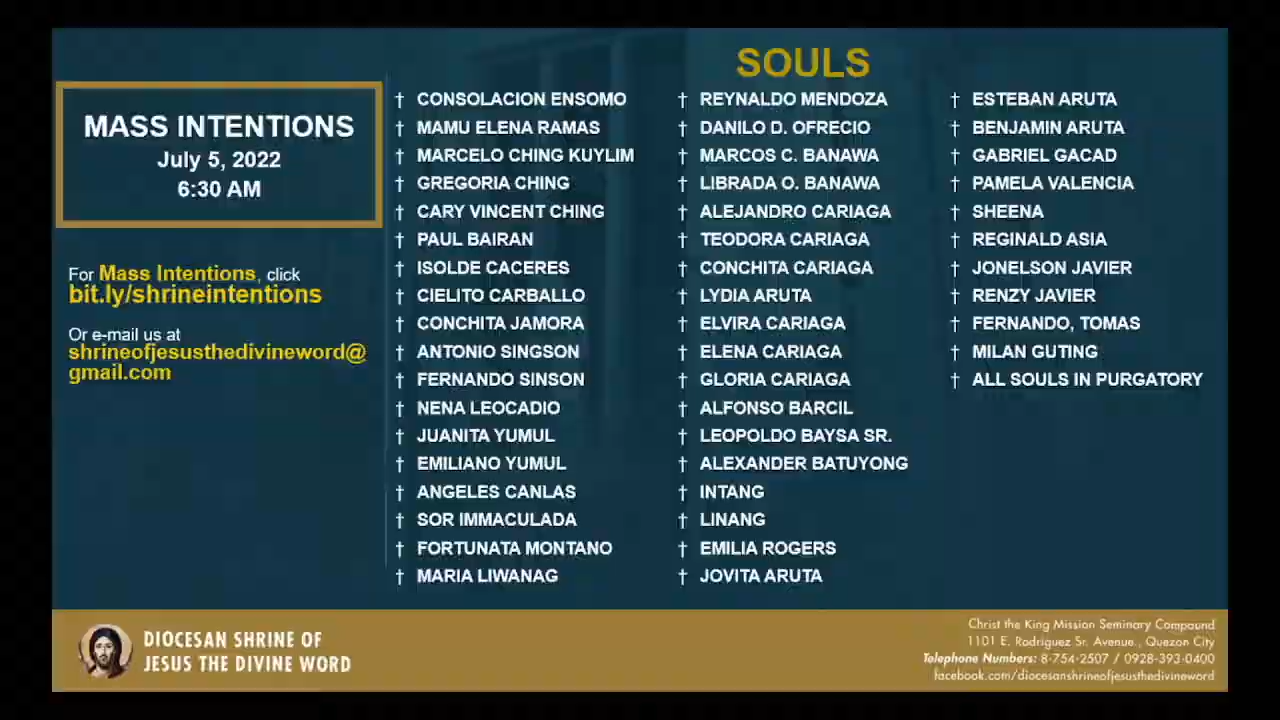 SOULS
MASS INTENTIONS
July 5, 2022
6:30 AM
For Mass Intentions, click
bit.ly/shrineintentions
Or e-mail us at
shrineofjesusthedivineword@
gmail.com
† CONSOLACION ENSOMO
† MAMU ELENA RAMAS
† MARCELO CHING KUYLIM
† GREGORIA CHING
† CARY VINCENT CHING
† PAUL BAIRAN
† ISOLDE CACERES
† CIELITO CARBALLO
† CONCHITA JAMORA
† ANTONIO SINGSON
† FERNANDO SINSON
† NENA LEOCADIO
† JUANITA YUMUL
† EMILIANO YUMUL
† ANGELES CANLAS
† SOR IMMACULADA
† FORTUNATA MONTANO
† MARIA LIWANAG
† REYNALDO MENDOZA
† DANILO D. OFRECIO
† MARCOS C. BANAWA
† LIBRADA O. BANAWA
† ALEJANDRO CARIAGA
† TEODORA CARIAGA
† CONCHITA CARIAGA
† LYDIA ARUTA
† ELVIRA CARIAGA
† ELENA CARIAGA
† GLORIA CARIAGA
† ALFONSO BARCIL
† LEOPOLDO BAYSA SR.
† ALEXANDER BATUYONG
† INTANG
† LINANG
† EMILIA ROGERS
† JOVITA ARUTA
† ESTEBAN ARUTA
† BENJAMIN ARUTA
† GABRIEL GACAD
† PAMELA VALENCIA
† SHEENA
† REGINALD ASIA
† JONELSON JAVIER
† RENZY JAVIER
† FERNANDO, TOMAS
† MILAN GUTING
† ALL SOULS IN PURGATORY
DIOCESAN SHRINE OF
JESUS THE DIVINE WORD
Christ the King Mission Seminary Compound
1101 E. Rodriguez Sr. Avenue., Quezon City
Telephone Numbers: 8-754-2507 / 0928-393-0400
facebook.com/diocesanshrineofjesusthedivineword